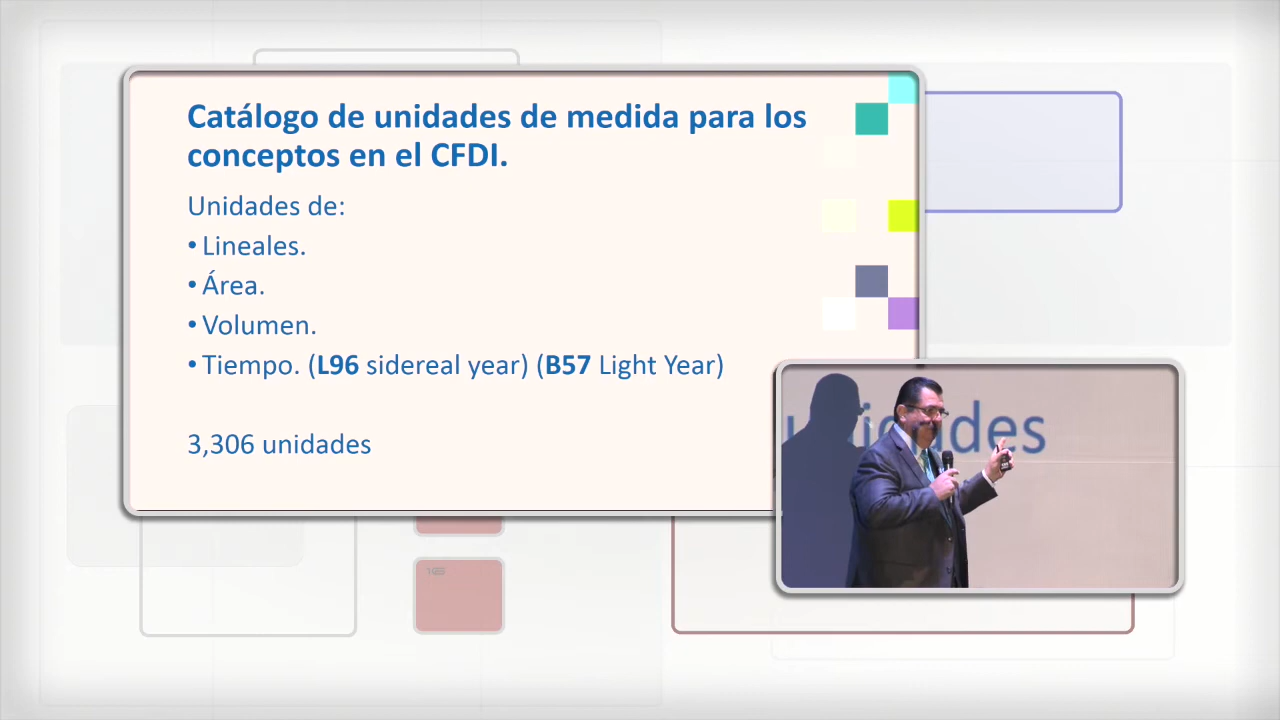 Catálogo de unidades de medida para los
conceptos en el CFDI.
Unidades de:
• Lineales.
• Área.
• Volumen.
• Tiempo. (L96 sidereal year) (B57 Light Year)
3,306 unidades
unidades